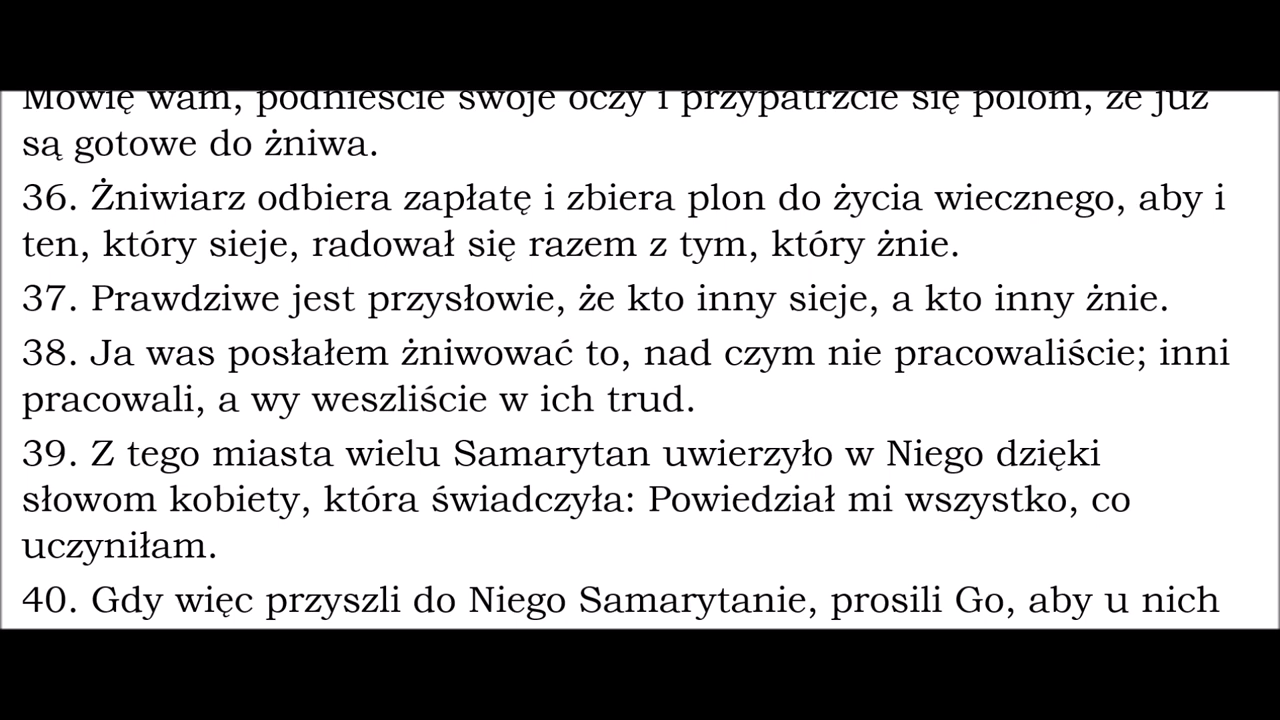 Mówię wam, podnieście swoje oczy i przypatrzcie się polom, że już
są gotowe do żniwa.
36. Żniwiarz odbiera zapłatę i zbiera plon do życia wiecznego, aby i
ten, który sieje, radował się razem z tym, który żnie.
37. Prawdziwe jest przysłowie, że kto inny sieje, a kto inny żnie.
38. Ja was posłałem żniwować to, nad czym nie pracowaliście; inni
pracowali, a wy weszliście w ich trud.
39. Z tego miasta wielu Samarytan uwierzyło w Niego dzięki
słowom kobiety, która świadczyła: Powiedział mi wszystko, co
uczyniłam.
40. Gdy więc przyszli do Niego Samarytanie, prosili Go, aby u nich